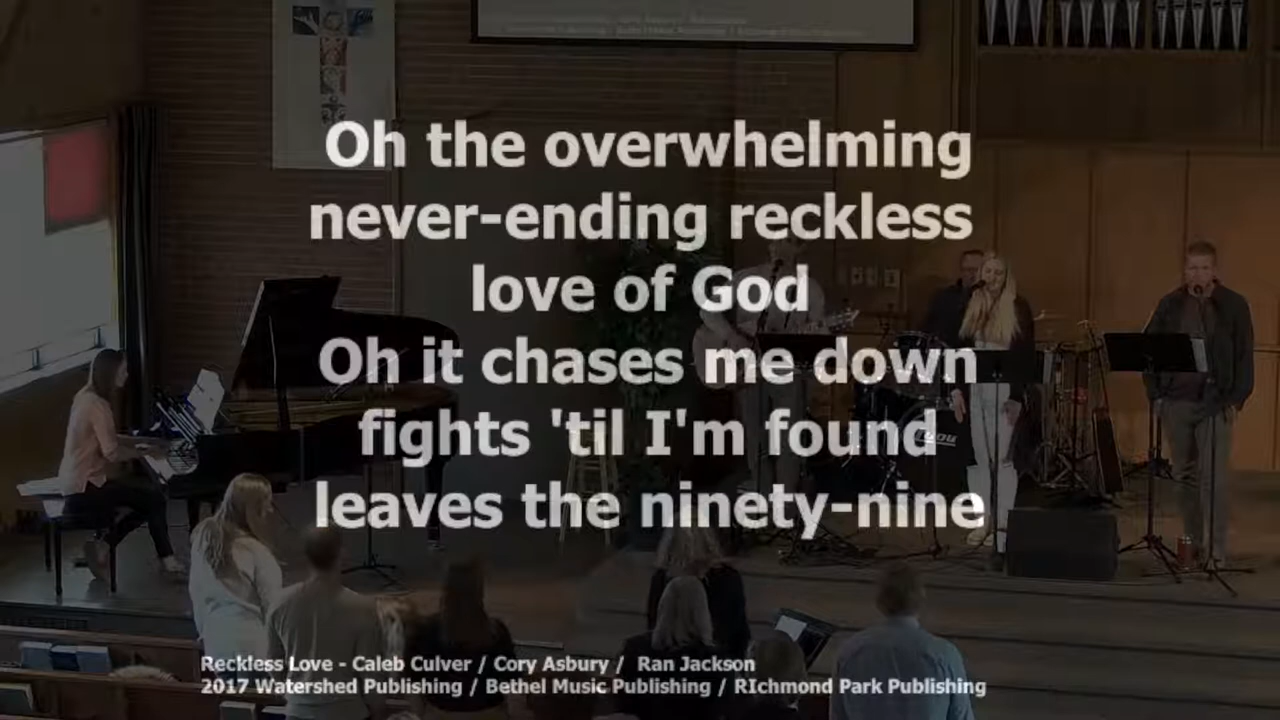 Oh the overwhelming
never-ending reckless
love of God
Oh it chases me down
fights 'til I'm found
leaves the ninety-nine
Reckless Love - Caleb Culver / Cory Asbury / Ran Jackson
2017 Watershed Publishing / Bethel Music Publishing / RIchmond Park Publishing